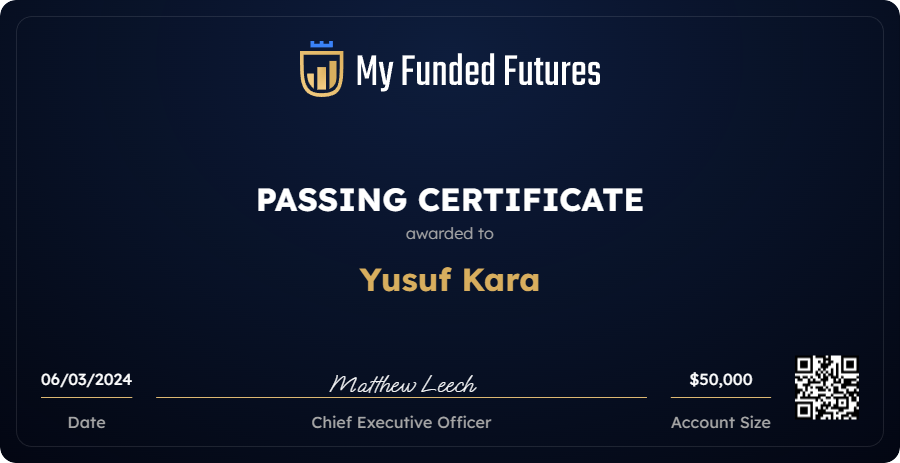 My Funded Futures
PASSING CERTIFICATE
awarded to
Yusuf Kara
06/03/2024
Matthew Leech
$50,000
Date
Chief Executive Officer
Account Size